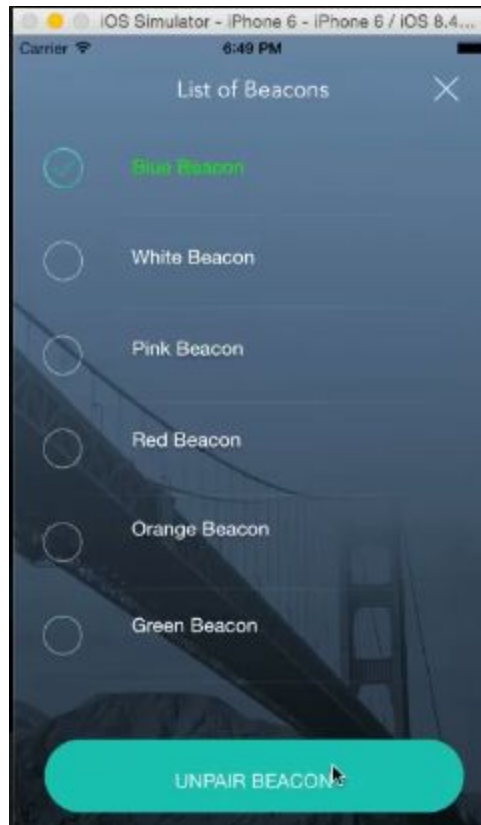 iOS Simulator - iPhone 6 - iPhone 6 / iOS 8.4...
Carrier 6:49 PM
List of Beacons
Blue Beacon
White Beacon
Pink Beacon
Red Beacon
Orange Beacon
Green Beacon
UNPAIR BEACON